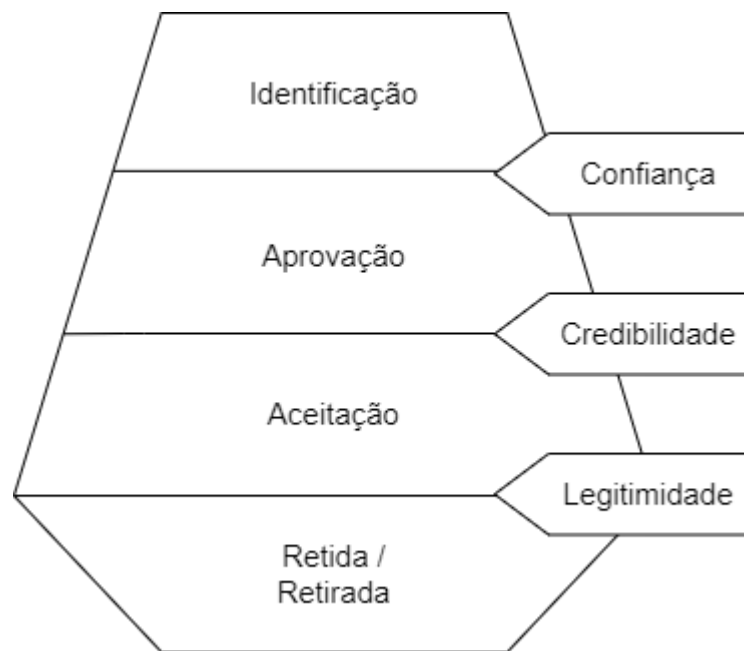 Identificação
Confiança
Aprovação
Credibilidade
Aceitação
Legitimidade
Retida /
Retirada